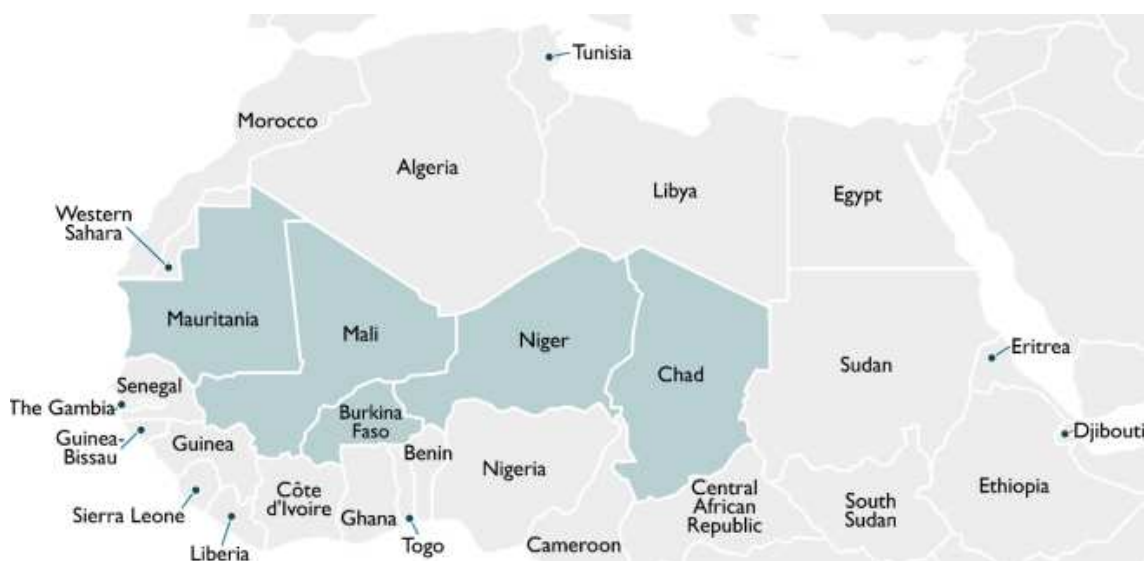 Tunisia
Morocco
Algeria
Libya
Egypt
Western
Sahara
Mauritania
Mali
Niger
Chad
Sudan
Eritrea
Senegal
The Gambia
Guinea-
Bissau
Guinea
Burkina
Faso
Benin
Nigeria
Djibouti
Sierra Leone
Liberia
Côte
d'Ivoire
Ghana
Togo
Cameroon
Central
African
Republic
South
Sudan
Ethiopia